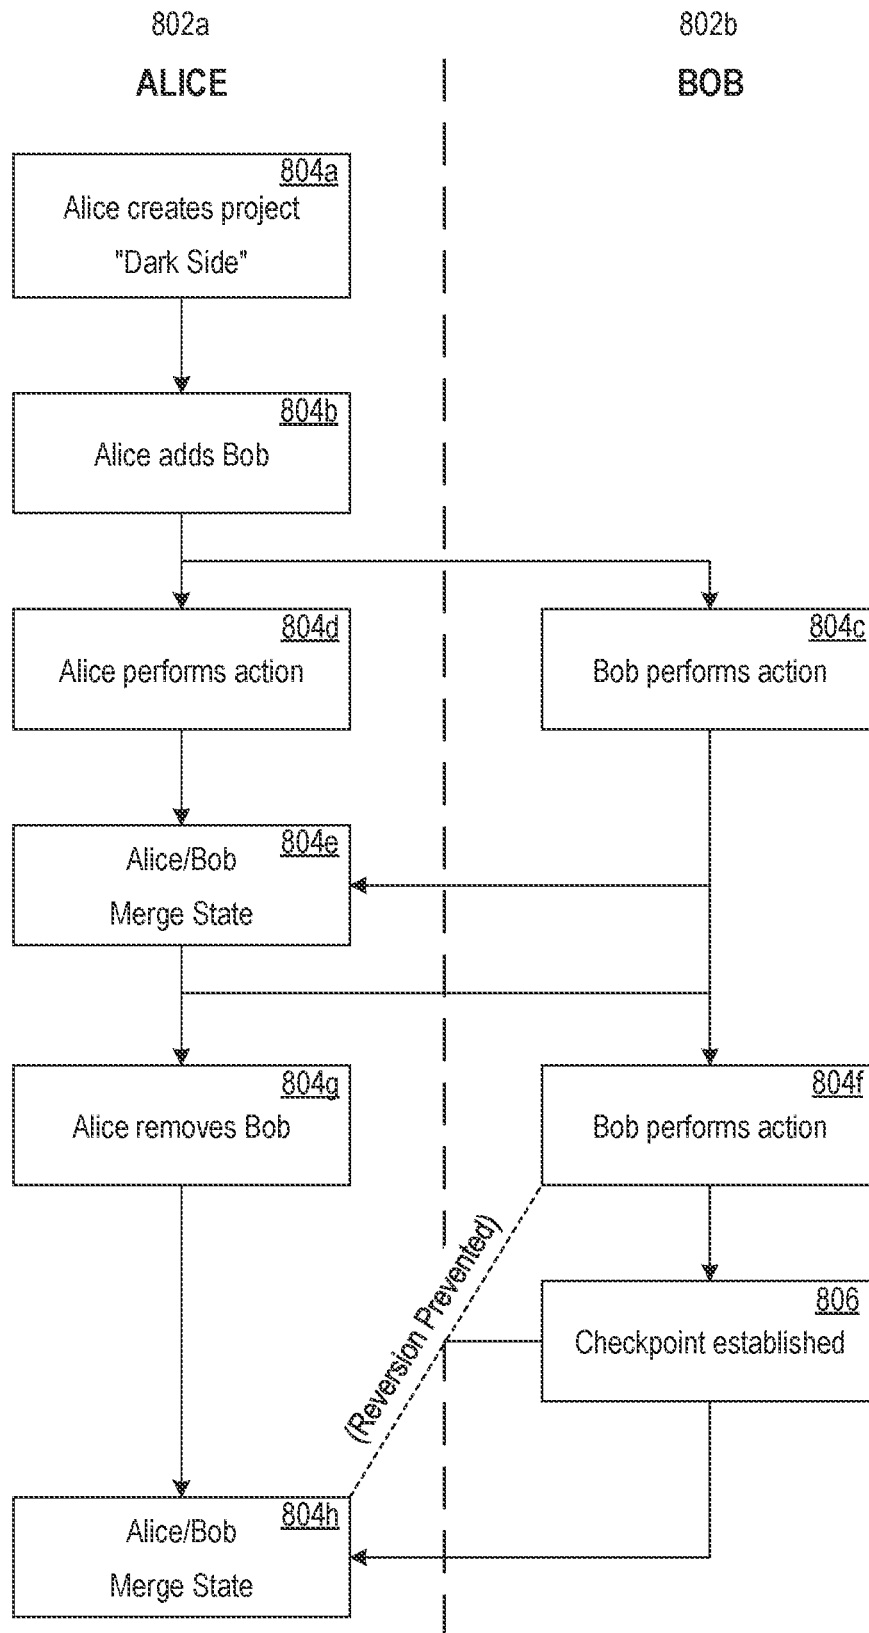 802a
802b
ALICE
BOB
804a
Alice creates project
"Dark Side"
804b
Alice adds Bob
804d
Alice performs action
804c
Bob performs action
804e
Alice/Bob
Merge State
804g
Alice removes Bob
804f
Bob performs action
806
Checkpoint established
(Reversion Prevented)
804h
Alice/Bob
Merge State